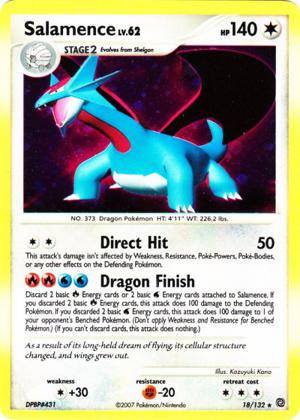 Salamence LV.62 HP 140
STAGE 2 Evolves from Shelgon
NO. 373 Dragon Pokémon HT: 4'11" WT: 226.2 lbs.
Direct Hit 50
This attack's damage isn't affected by Weakness, Resistance, Poké-Powers, Poké-Bodies,
or any other effects on the Defending Pokémon.
Dragon Finish
Discard 2 basic Energy cards or 2 basic Energy cards attached to Salamence. (If
you can't discard cards from Salamence, this attack does nothing.) If you discarded
2 basic Energy cards, this attack does 100 damage to the Defending
Pokémon. If you discarded 2 basic Energy cards, this attack does 100 damage to 1 of
your opponent's Benched Pokémon. (Don't apply Weakness and Resistance for Benched
Pokémon.)
As a result of its long-held dream of flying, its cellular structure
changed, and wings grew out.
Illus. Kazuyuki Kano
weakness resistance retreat cost
+30 -20
DPBP#431 ©2007 Pokémon/Nintendo 18/132